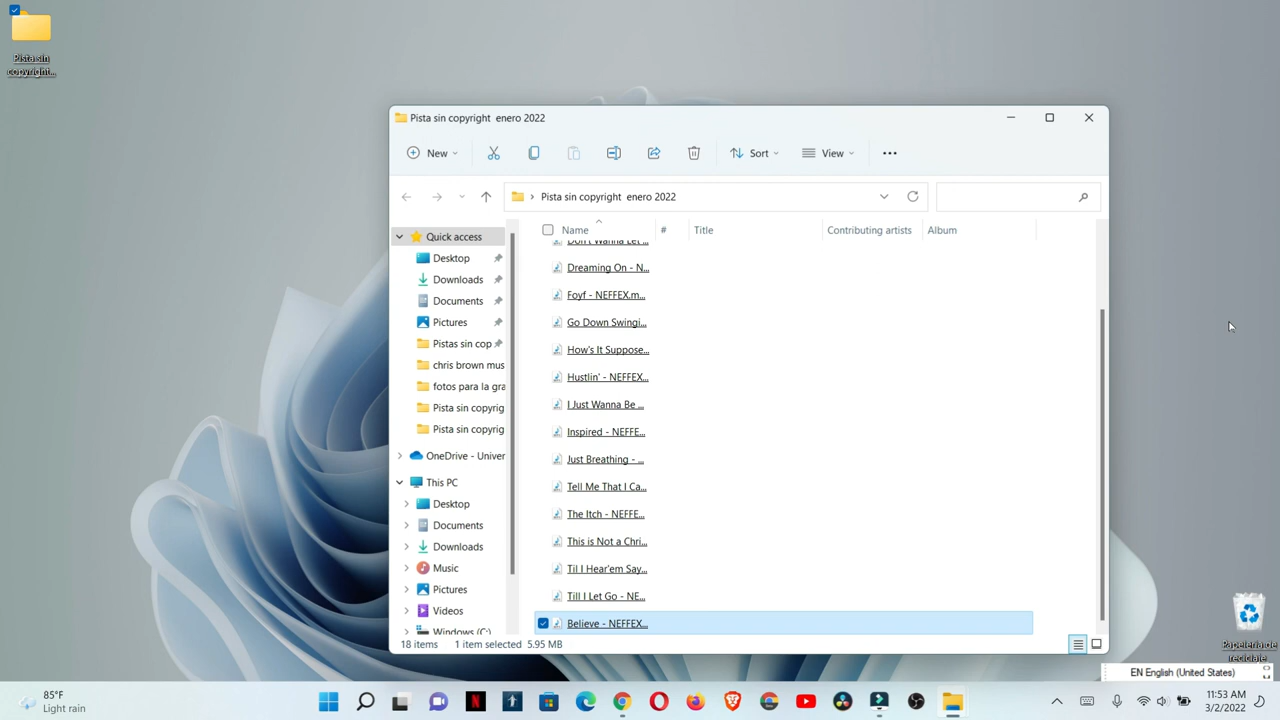 Pista sin
copyright...
Pista sin copyright  enero 2022
New
Sort
View
Pista sin copyright  enero 2022
Name
#
Title
Contributing artists
Album
Quick access
Desktop
Downloads
Documents
Pictures
Pistas sin cop
chris brown mus
fotos para la gra
Pista sin copyrig
Pista sin copyrig
OneDrive - Univer
This PC
Desktop
Documents
Downloads
Music
Pictures
Videos
Windows (C:)
Don't Wanna Let ...
Dreaming On - N...
Foyf - NEFFEX.m...
Go Down Swingi...
How's It Suppose...
Hustlin' - NEFFEX...
I Just Wanna Be ...
Inspired - NEFFE...
Just Breathing - ...
Tell Me That I Ca...
The Itch - NEFFE...
This is Not a Chri...
Til I Hear'em Say...
Till I Let Go - NE...
Believe - NEFFEX...
18 items
1 item selected  5.95 MB
Papelería de
reciclaje
EN English (United States)
85°F
Light rain
11:53 AM
3/2/2022